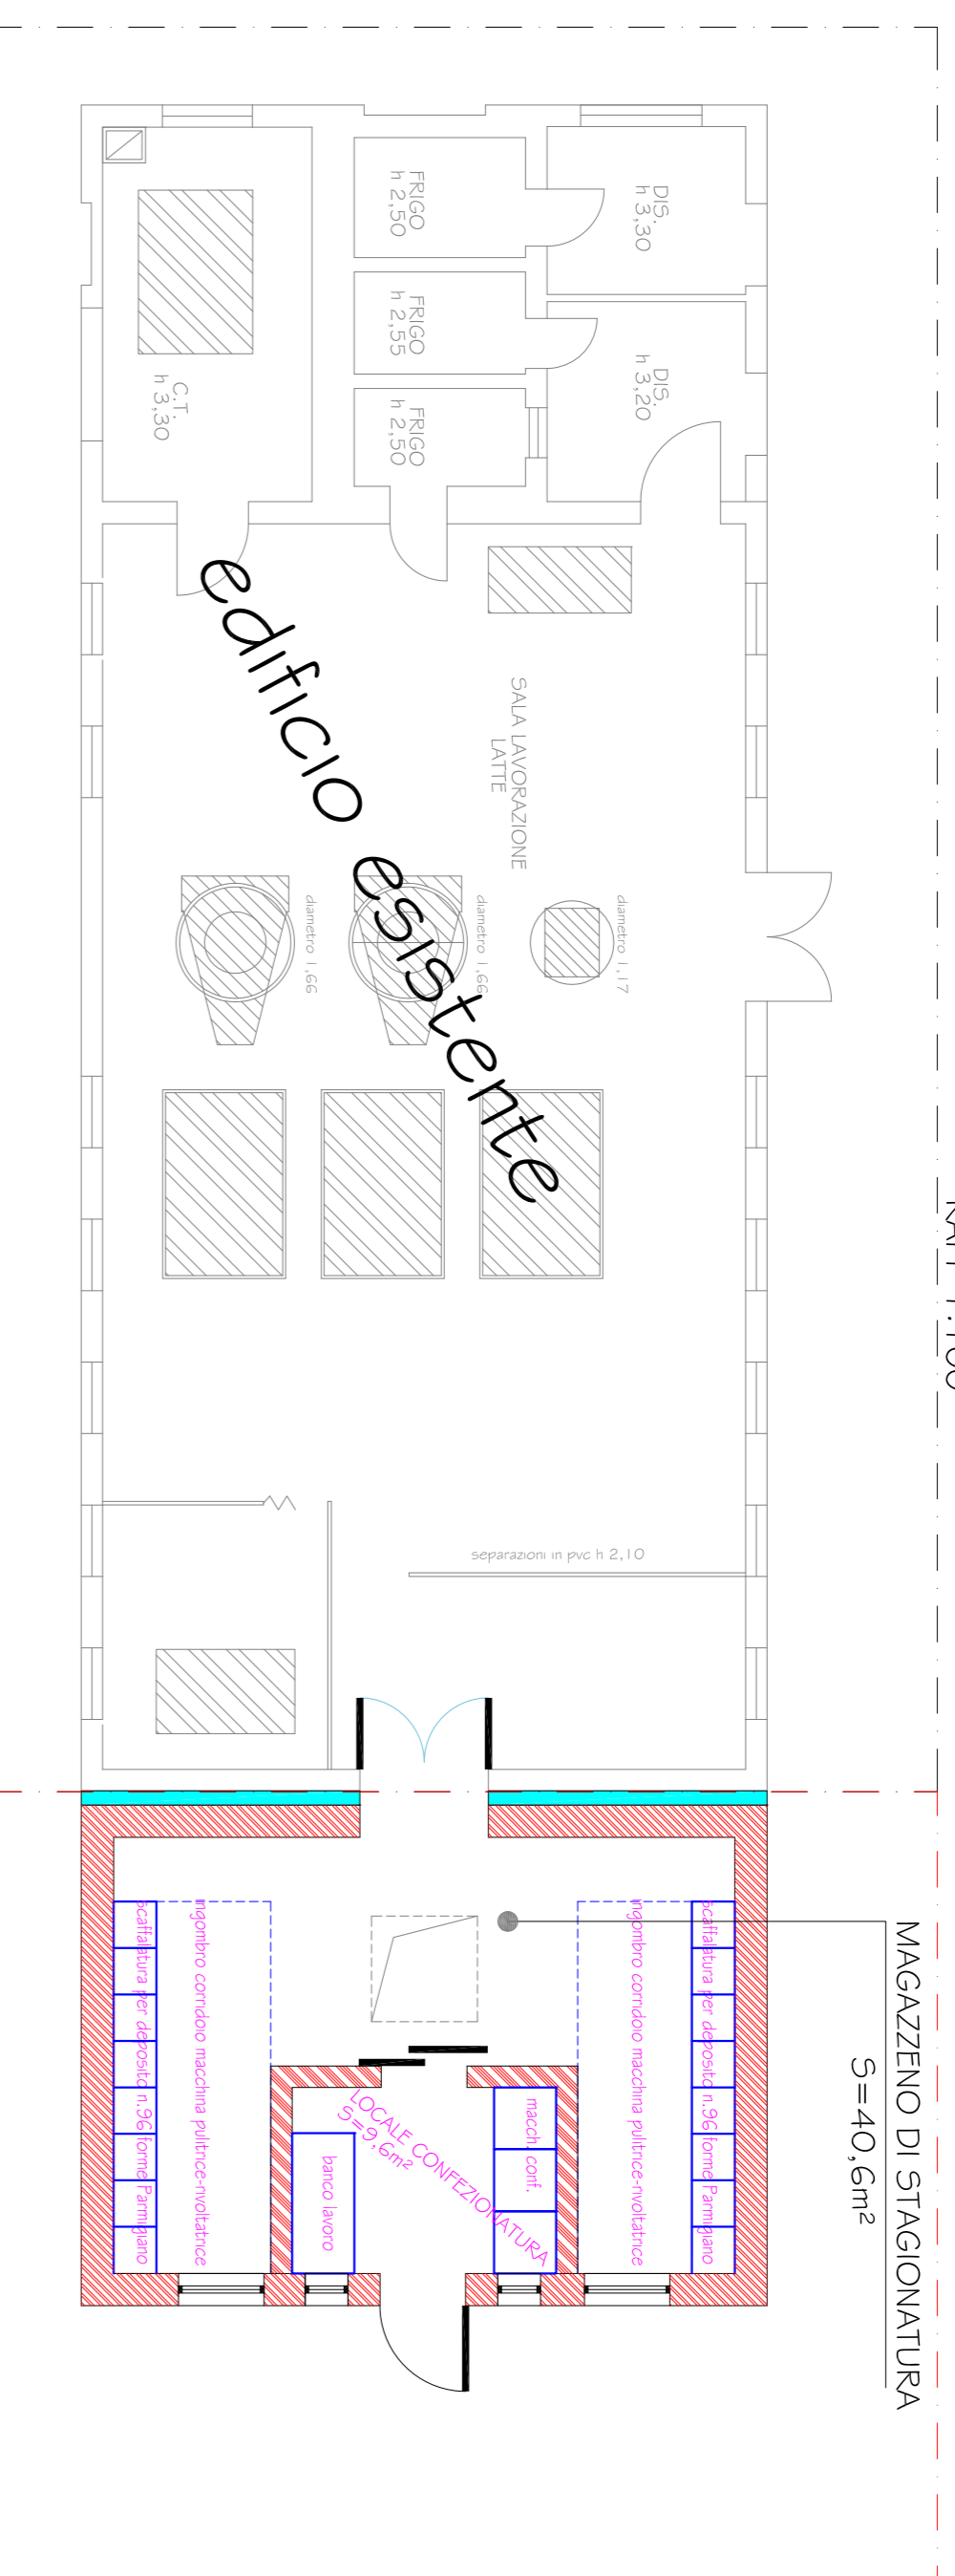 RAPP 1:100
DIS.
h 3,30
DIS.
h 3,20
FRIGO
h 2,50
FRIGO
h 2,55
FRIGO
h 2,50
C.T.
h 3,30
SALA LAVORAZIONE
LATTE
edificio esistente
diametro 1,17
diametro 1,66
diametro 1,66
separazioni in pvc h 2,10
MAGAZZENO DI STAGIONATURA
S=40,6m²
scaffalatura per deposito n.96 forme Parmigiano
ingombro corridoio macchina pulitrice-rivoltatrice
macch. conf.
LOCALE CONFEZIONATURA
S=9,6m²
banco lavoro
ingombro corridoio macchina pulitrice-rivoltatrice
scaffalatura per deposito n.96 forme Parmigiano